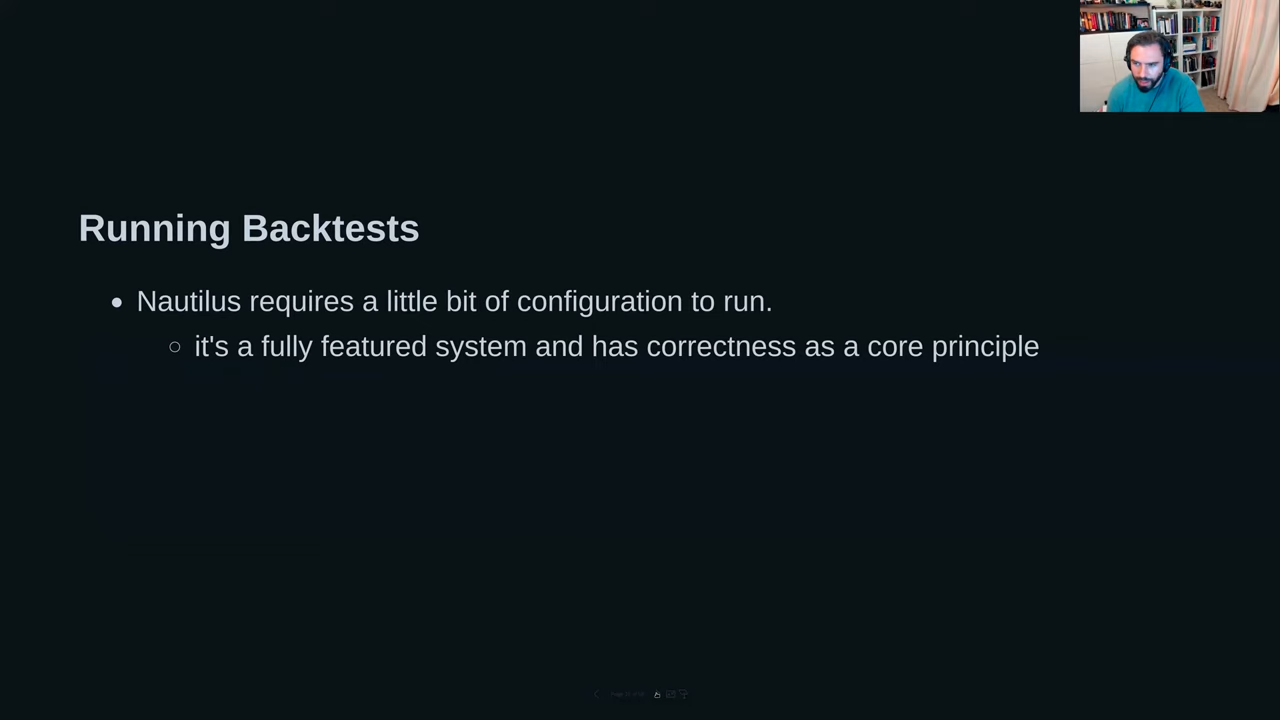 Running Backtests
Nautilus requires a little bit of configuration to run.
it's a fully featured system and has correctness as a core principle